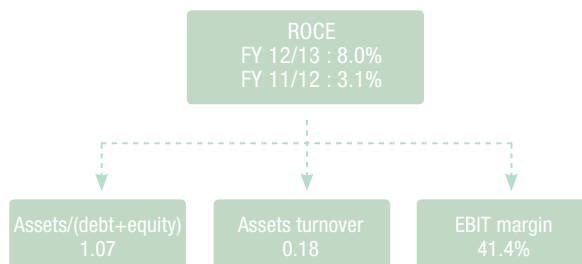 ROCE
FY 12/13 : 8.0%
FY 11/12 : 3.1%
Assets/(debt+equity)
1.07
Assets turnover
0.18
EBIT margin
41.4%